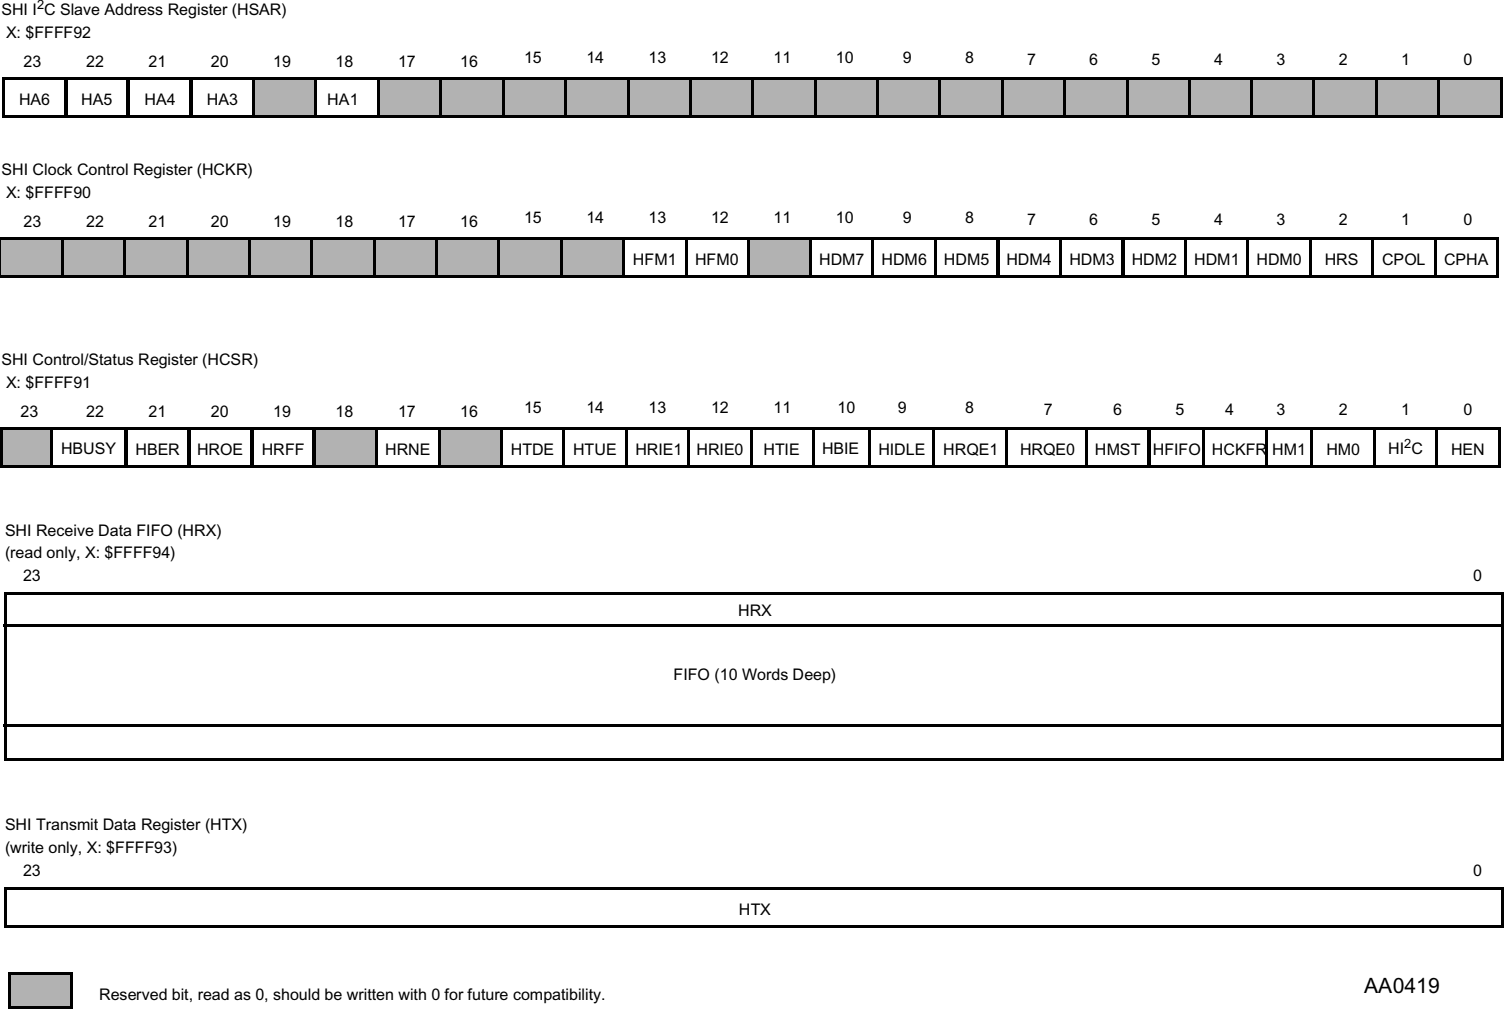 SHI I2C Slave Address Register (HSAR)
X: $FFFF92
23 22 21 20 19 18 17 16 15 14 13 12 11 10 9 8 7 6 5 4 3 2 1 0
HA6 HA5 HA4 HA3 HA1
SHI Clock Control Register (HCKR)
X: $FFFF90
23 22 21 20 19 18 17 16 15 14 13 12 11 10 9 8 7 6 5 4 3 2 1 0
HFM1 HFM0 HDM7 HDM6 HDM5 HDM4 HDM3 HDM2 HDM1 HDM0 HRS CPOL CPHA
SHI Control/Status Register (HCSR)
X: $FFFF91
23 22 21 20 19 18 17 16 15 14 13 12 11 10 9 8 7 6 5 4 3 2 1 0
HBUSY HBER HROE HRFF HRNE HTDE HTUE HRIE1 HRIE0 HTIE HBIE HIDLE HRQE1 HRQE0 HMST HFIFO HCKFR HM1 HM0 HI2C HEN
SHI Receive Data FIFO (HRX)
(read only, X: $FFFF94)
23 0
HRX
FIFO (10 Words Deep)
SHI Transmit Data Register (HTX)
(write only, X: $FFFF93)
23 0
HTX
Reserved bit, read as 0, should be written with 0 for future compatibility.
AA0419